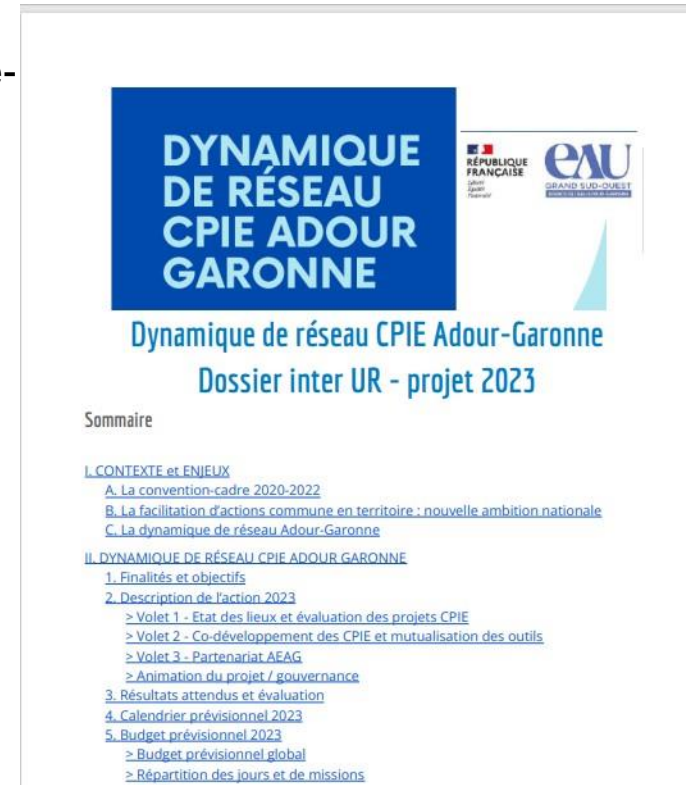 e-
DYNAMIQUE
DE RÉSEAU
CPIE ADOUR
GARONNE
RÉPUBLIQUE
FRANÇAISE
Liberté
Égalité
Fraternité
eau
GRAND SUD-OUEST
Dynamique de réseau CPIE Adour-Garonne
Dossier inter UR - projet 2023
Sommaire
I. CONTEXTE et ENJEUX
A. La convention-cadre 2020-2022
B. La facilitation d'actions commune en territoire : nouvelle ambition nationale
C. La dynamique de réseau Adour-Garonne
II. DYNAMIQUE DE RÉSEAU CPIE ADOUR GARONNE
1. Finalités et objectifs
2. Description de l'action 2023
> Volet 1 - Etat des lieux et évaluation des projets CPIE
> Volet 2 - Co-développement des CPIE et mutualisation des outils
> Volet 3 - Partenariat AEAG
> Animation du projet / gouvernance
3. Résultats attendus et évaluation
4. Calendrier prévisionnel 2023
5. Budget prévisionnel 2023
> Budget prévisionnel global
> Répartition des jours et de missions